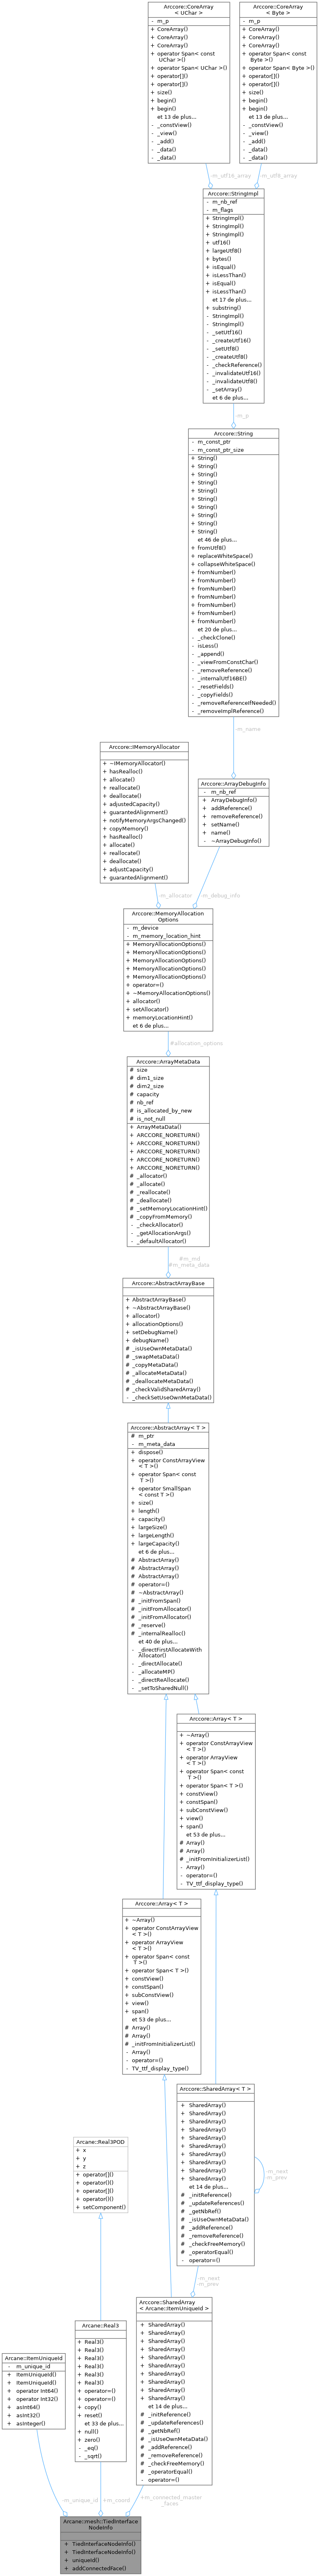 Arccore::CoreArray
< UChar >
- m_p
+ CoreArray()
+ CoreArray()
+ CoreArray()
+ operator Span< const
UChar >()
+ operator Span< UChar >()
+ operator[]()
+ operator[]()
+ size()
+ begin()
+ begin()
et 13 de plus...
- _constView()
- _view()
- _add()
- _data()
- _data()
Arccore::CoreArray
< Byte >
- m_p
+ CoreArray()
+ CoreArray()
+ CoreArray()
+ operator Span< const
Byte >()
+ operator Span< Byte >()
+ operator[]()
+ operator[]()
+ size()
+ begin()
+ begin()
et 13 de plus...
- _constView()
- _view()
- _add()
- _data()
- _data()
-m_utf16_array
-m_utf8_array
Arccore::StringImpl
- m_nb_ref
- m_flags
+ StringImpl()
+ StringImpl()
+ StringImpl()
+ utf16()
+ largeUtf8()
+ bytes()
+ isEqual()
+ isLessThan()
+ isEqual()
+ isLessThan()
et 17 de plus...
+ substring()
- StringImpl()
- StringImpl()
- _setUtf16()
- _createUtf16()
- _setUtf8()
- _createUtf8()
- _checkReference()
- _invalidateUtf16()
- _invalidateUtf8()
- _setArray()
et 6 de plus...
-m_p
Arccore::String
- m_const_ptr
- m_const_ptr_size
+ String()
+ String()
+ String()
+ String()
+ String()
+ String()
+ String()
+ String()
+ String()
+ String()
et 46 de plus...
+ fromUtf8()
+ replaceWhiteSpace()
+ collapseWhiteSpace()
+ fromNumber()
+ fromNumber()
+ fromNumber()
+ fromNumber()
+ fromNumber()
+ fromNumber()
+ fromNumber()
et 20 de plus...
- _checkClone()
- isLess()
- _append()
- _viewFromConstChar()
- _removeReference()
- _internalUtf16BE()
- _resetFields()
- _copyFields()
- _removeReferenceIfNeeded()
- _removeImplReference()
-m_name
Arccore::IMemoryAllocator
+ ~IMemoryAllocator()
+ hasRealloc()
+ allocate()
+ reallocate()
+ deallocate()
+ adjustedCapacity()
+ guarantedAlignment()
+ notifyMemoryArgsChanged()
+ copyMemory()
+ hasRealloc()
+ allocate()
+ reallocate()
+ deallocate()
+ adjustCapacity()
+ guarantedAlignment()
Arccore::ArrayDebugInfo
- m_nb_ref
+ ArrayDebugInfo()
+ addReference()
+ removeReference()
+ setName()
+ name()
- ~ArrayDebugInfo()
-m_allocator
-m_debug_info
Arccore::MemoryAllocation
Options
- m_device
- m_memory_location_hint
+ MemoryAllocationOptions()
+ MemoryAllocationOptions()
+ MemoryAllocationOptions()
+ MemoryAllocationOptions()
+ MemoryAllocationOptions()
+ operator=()
+ ~MemoryAllocationOptions()
+ allocator()
+ setAllocator()
+ memoryLocationHint()
et 6 de plus...
#allocation_options
Arccore::ArrayMetaData
# size
# dim1_size
# dim2_size
# capacity
# nb_ref
# is_allocated_by_new
# is_not_null
+ ArrayMetaData()
+ ARCCORE_NORETURN()
+ ARCCORE_NORETURN()
+ ARCCORE_NORETURN()
+ ARCCORE_NORETURN()
+ ARCCORE_NORETURN()
# _allocator()
# _allocate()
# _reallocate()
# _deallocate()
# _setMemoryLocationHint()
# _copyFromMemory()
- _checkAllocator()
- _getAllocationArgs()
- _defaultAllocator()
#m_md
#m_meta_data
Arccore::AbstractArrayBase
+ AbstractArrayBase()
+ ~AbstractArrayBase()
+ allocator()
+ allocationOptions()
+ setDebugName()
+ debugName()
# _isUseOwnMetaData()
# _swapMetaData()
# _copyMetaData()
# _allocateMetaData()
# _deallocateMetaData()
# _checkValidSharedArray()
- _checkSetUseOwnMetaData()
Arccore::AbstractArray< T >
# m_ptr
- m_meta_data
+ dispose()
+ operator ConstArrayView
< T >()
+ operator Span< const
T >()
+ operator SmallSpan
< const T >()
+ size()
+ length()
+ capacity()
+ largeSize()
+ largeLength()
+ largeCapacity()
et 6 de plus...
# AbstractArray()
# AbstractArray()
# AbstractArray()
# operator=()
# ~AbstractArray()
# _initFromSpan()
# _initFromAllocator()
# _initFromAllocator()
# _reserve()
# _internalRealloc()
et 40 de plus...
- _directFirstAllocateWith
Allocator()
- _directAllocate()
- _allocateMP()
- _directReAllocate()
- _setToSharedNull()
Arccore::Array< T >
+ ~Array()
+ operator ConstArrayView
< T >()
+ operator ArrayView
< T >()
+ operator Span< const
T >()
+ operator Span< T >()
+ constView()
+ constSpan()
+ subConstView()
+ view()
+ span()
et 53 de plus...
# Array()
# Array()
# _initFromInitializerList()
- Array()
- operator=()
- TV_ttf_display_type()
Arccore::Array< T >
+ ~Array()
+ operator ConstArrayView
< T >()
+ operator ArrayView
< T >()
+ operator Span< const
T >()
+ operator Span< T >()
+ constView()
+ constSpan()
+ subConstView()
+ view()
+ span()
et 53 de plus...
# Array()
# Array()
# _initFromInitializerList()
- Array()
- operator=()
- TV_ttf_display_type()
Arccore::SharedArray< T >
+ SharedArray()
+ SharedArray()
+ SharedArray()
+ SharedArray()
+ SharedArray()
+ SharedArray()
+ SharedArray()
+ SharedArray()
+ SharedArray()
+ SharedArray()
et 14 de plus...
# _initReference()
# _updateReferences()
# _getNbRef()
# _isUseOwnMetaData()
# _addReference()
# _removeReference()
# _checkFreeMemory()
# _operatorEqual()
- operator=()
-m_next
-m_prev
Arcane::Real3POD
+ x
+ y
+ z
+ operator[]()
+ operator()()
+ operator[]()
+ operator()()
+ setComponent()
-m_next
-m_prev
Arccore::SharedArray
< Arcane::ItemUniqueId >
+ SharedArray()
+ SharedArray()
+ SharedArray()
+ SharedArray()
+ SharedArray()
+ SharedArray()
+ SharedArray()
+ SharedArray()
+ SharedArray()
+ SharedArray()
et 14 de plus...
# _initReference()
# _updateReferences()
# _getNbRef()
# _isUseOwnMetaData()
# _addReference()
# _removeReference()
# _checkFreeMemory()
# _operatorEqual()
- operator=()
Arcane::Real3
+ Real3()
+ Real3()
+ Real3()
+ Real3()
+ Real3()
+ Real3()
+ operator=()
+ operator=()
+ copy()
+ reset()
et 33 de plus...
+ null()
+ zero()
- _eq()
- _sqrt()
Arcane::ItemUniqueId
- m_unique_id
+ ItemUniqueId()
+ ItemUniqueId()
+ operator Int64()
+ operator Int32()
+ asInt64()
+ asInt32()
+ asInteger()
-m_unique_id
+m_coord
+m_connected_master
_faces
Arcane::mesh::TiedInterface
NodeInfo
+ TiedInterfaceNodeInfo()
+ TiedInterfaceNodeInfo()
+ uniqueId()
+ addConnectedFace()